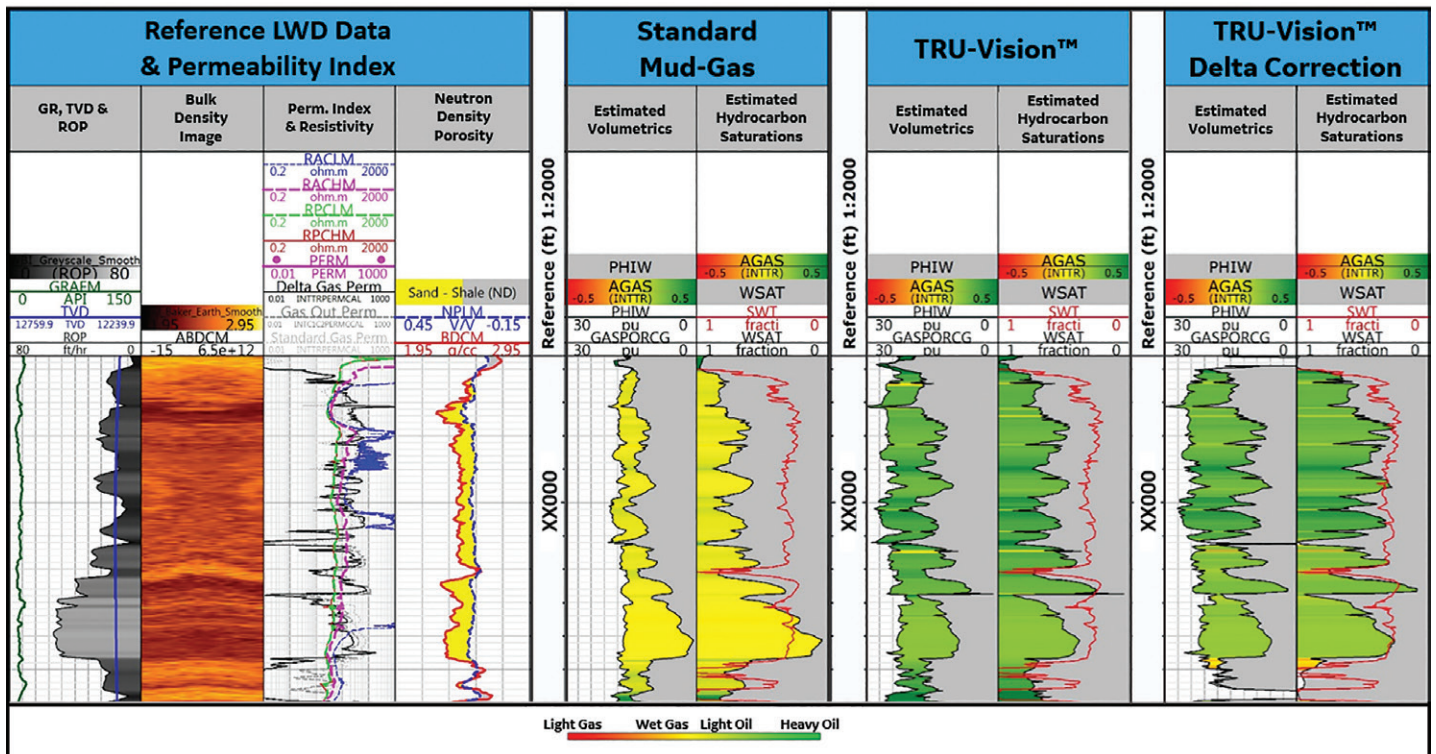 Reference LWD Data
& Permeability Index
Standard
Mud-Gas
TRU-Vision™
TRU-Vision™
Delta Correction
GR, TVD &
ROP
Bulk
Density
Image
Perm. Index
& Resistivity
Neutron
Density
Porosity
Estimated
Volumetrics
Estimated
Hydrocarbon
Saturations
Estimated
Volumetrics
Estimated
Hydrocarbon
Saturations
Estimated
Volumetrics
Estimated
Hydrocarbon
Saturations
Greyscale_Smooth
(ROP) 80
GRAFM
0 API 150
TVD
12759.9 TVD 12239.9
ROP
80 ft/hr 0
Baker_Earth_Smooth
2.95
ABDCM
-15 6.5e+12
RACLM
0.2 ohm.m 2000
RACHM
0.2 ohm.m 2000
RPCLM
0.2 ohm.m 2000
RPCHM
0.2 ohm.m 2000
PERM
0.01 PERM 1000
Delta Gas Perm
0.01 INTRRPERMCAL 1000
Gas Out Perm
0.01 INTC1C2PERMCAL 1000
Standard Gas Perm
Sand - Shale (ND)
NPLM
0.45 V/V -0.15
BDCM
1.95 g/cc 2.95
Reference (ft) 1:2000
PHIW
AGAS
-0.5 (INTTR) 0.5
PHIW
30 pu 0
GASPORCG
30 pu 0
AGAS
-0.5 (INTTR) 0.5
WSAT
SWT
1 fracti 0
WSAT
1 fraction 0
Reference (ft) 1:2000
PHIW
AGAS
-0.5 (INTTR) 0.5
PHIW
30 pu 0
GASPORCG
30 pu 0
AGAS
-0.5 (INTTR) 0.5
WSAT
SWT
1 fracti 0
WSAT
1 fraction 0
Reference (ft) 1:2000
PHIW
AGAS
-0.5 (INTTR) 0.5
PHIW
30 pu 0
GASPORCG
30 pu 0
AGAS
-0.5 (INTTR) 0.5
WSAT
SWT
1 fracti 0
WSAT
1 fraction 0
XX000
XX000
XX000
Light Gas Wet Gas Light Oil Heavy Oil